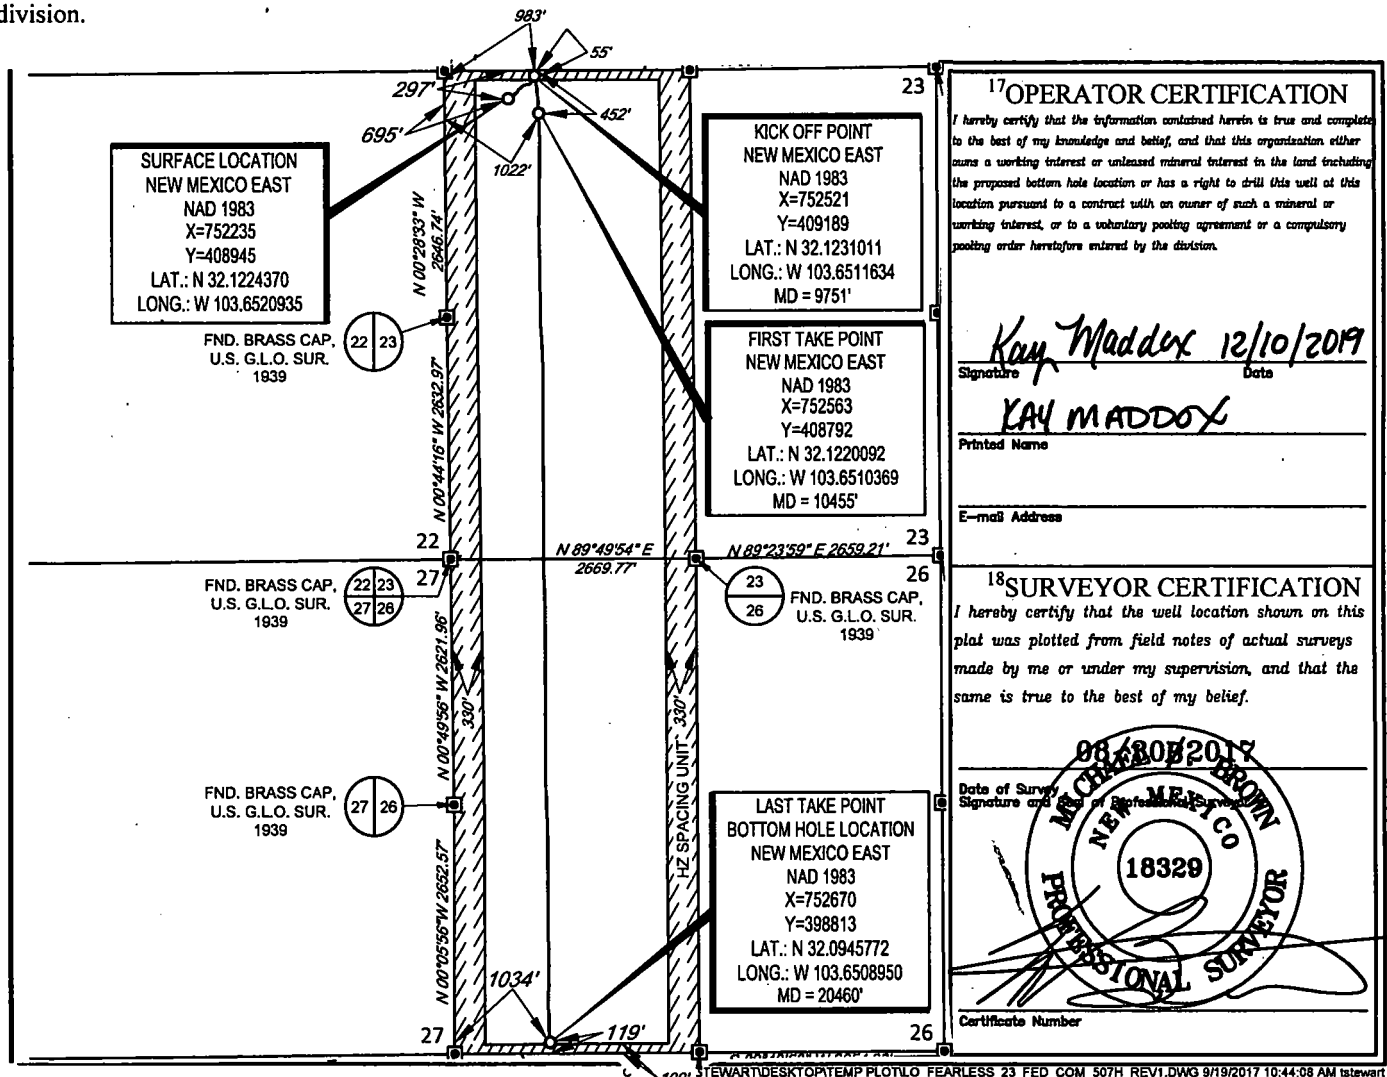 division.
983'
55'
297'
695'
452'
1022'
23
SURFACE LOCATION
NEW MEXICO EAST
NAD 1983
X=752235
Y=408945
LAT.: N 32.1224370
LONG.: W 103.6520935
KICK OFF POINT
NEW MEXICO EAST
NAD 1983
X=752521
Y=409189
LAT.: N 32.1231011
LONG.: W 103.6511634
MD = 9751'
FIRST TAKE POINT
NEW MEXICO EAST
NAD 1983
X=752563
Y=408792
LAT.: N 32.1220092
LONG.: W 103.6510369
MD = 10455'
N 00°28'33" W
2646.74'
FND. BRASS CAP,
U.S. G.L.O. SUR.
1939
22 23
N 00°44'16" W 2632.97'
22
27
N 89°49'54" E
2669.77'
N 89°23'59" E 2659.21'
23
26
FND. BRASS CAP,
U.S. G.L.O. SUR.
1939
22 23
27 26
23
26
FND. BRASS CAP,
U.S. G.L.O. SUR.
1939
N 00°49'56" W 2621.96'
330'
330'
HZ SPACING UNIT
FND. BRASS CAP,
U.S. G.L.O. SUR.
1939
27 26
N 00°05'56"W 2652.57'
LAST TAKE POINT
BOTTOM HOLE LOCATION
NEW MEXICO EAST
NAD 1983
X=752670
Y=398813
LAT.: N 32.0945772
LONG.: W 103.6508950
MD = 20460'
1034'
119'
27
26
17 OPERATOR CERTIFICATION
I hereby certify that the information contained herein is true and complete
to the best of my knowledge and belief, and that this organization either
owns a working interest or unleased mineral interest in the land including
the proposed bottom hole location or has a right to drill this well at this
location pursuant to a contract with an owner of such a mineral or
working interest, or to a voluntary pooling agreement or a compulsory
pooling order heretofore entered by the division.
Kay Maddox 12/10/2019
Signature Date
KAY MADDOX
Printed Name
E-mail Address
18 SURVEYOR CERTIFICATION
I hereby certify that the well location shown on this
plat was plotted from field notes of actual surveys
made by me or under my supervision, and that the
same is true to the best of my belief.
Date of Survey
Signature and Seal of Professional Surveyor
MICHAEL BROWN
NEW MEXICO
18329
PROFESSIONAL SURVEYOR
Certificate Number
STEWART\DESKTOP\TEMP PLOT\LO_FEARLESS_23_FED_COM_507H_REV1.DWG 9/19/2017 10:44:08 AM tstewart